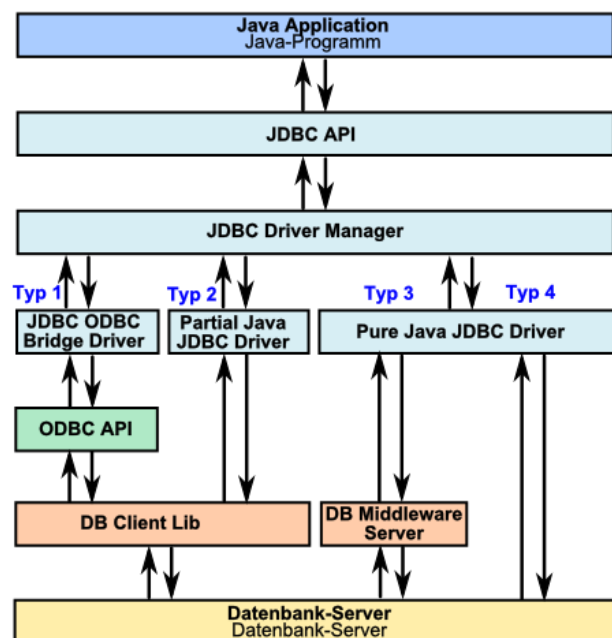 Java Application
Java-Programm
JDBC API
JDBC Driver Manager
Typ 1
Typ 2
Typ 3
Typ 4
JDBC ODBC
Bridge Driver
Partial Java
JDBC Driver
Pure Java JDBC Driver
ODBC API
DB Client Lib
DB Middleware
Server
Datenbank-Server
Datenbank-Server